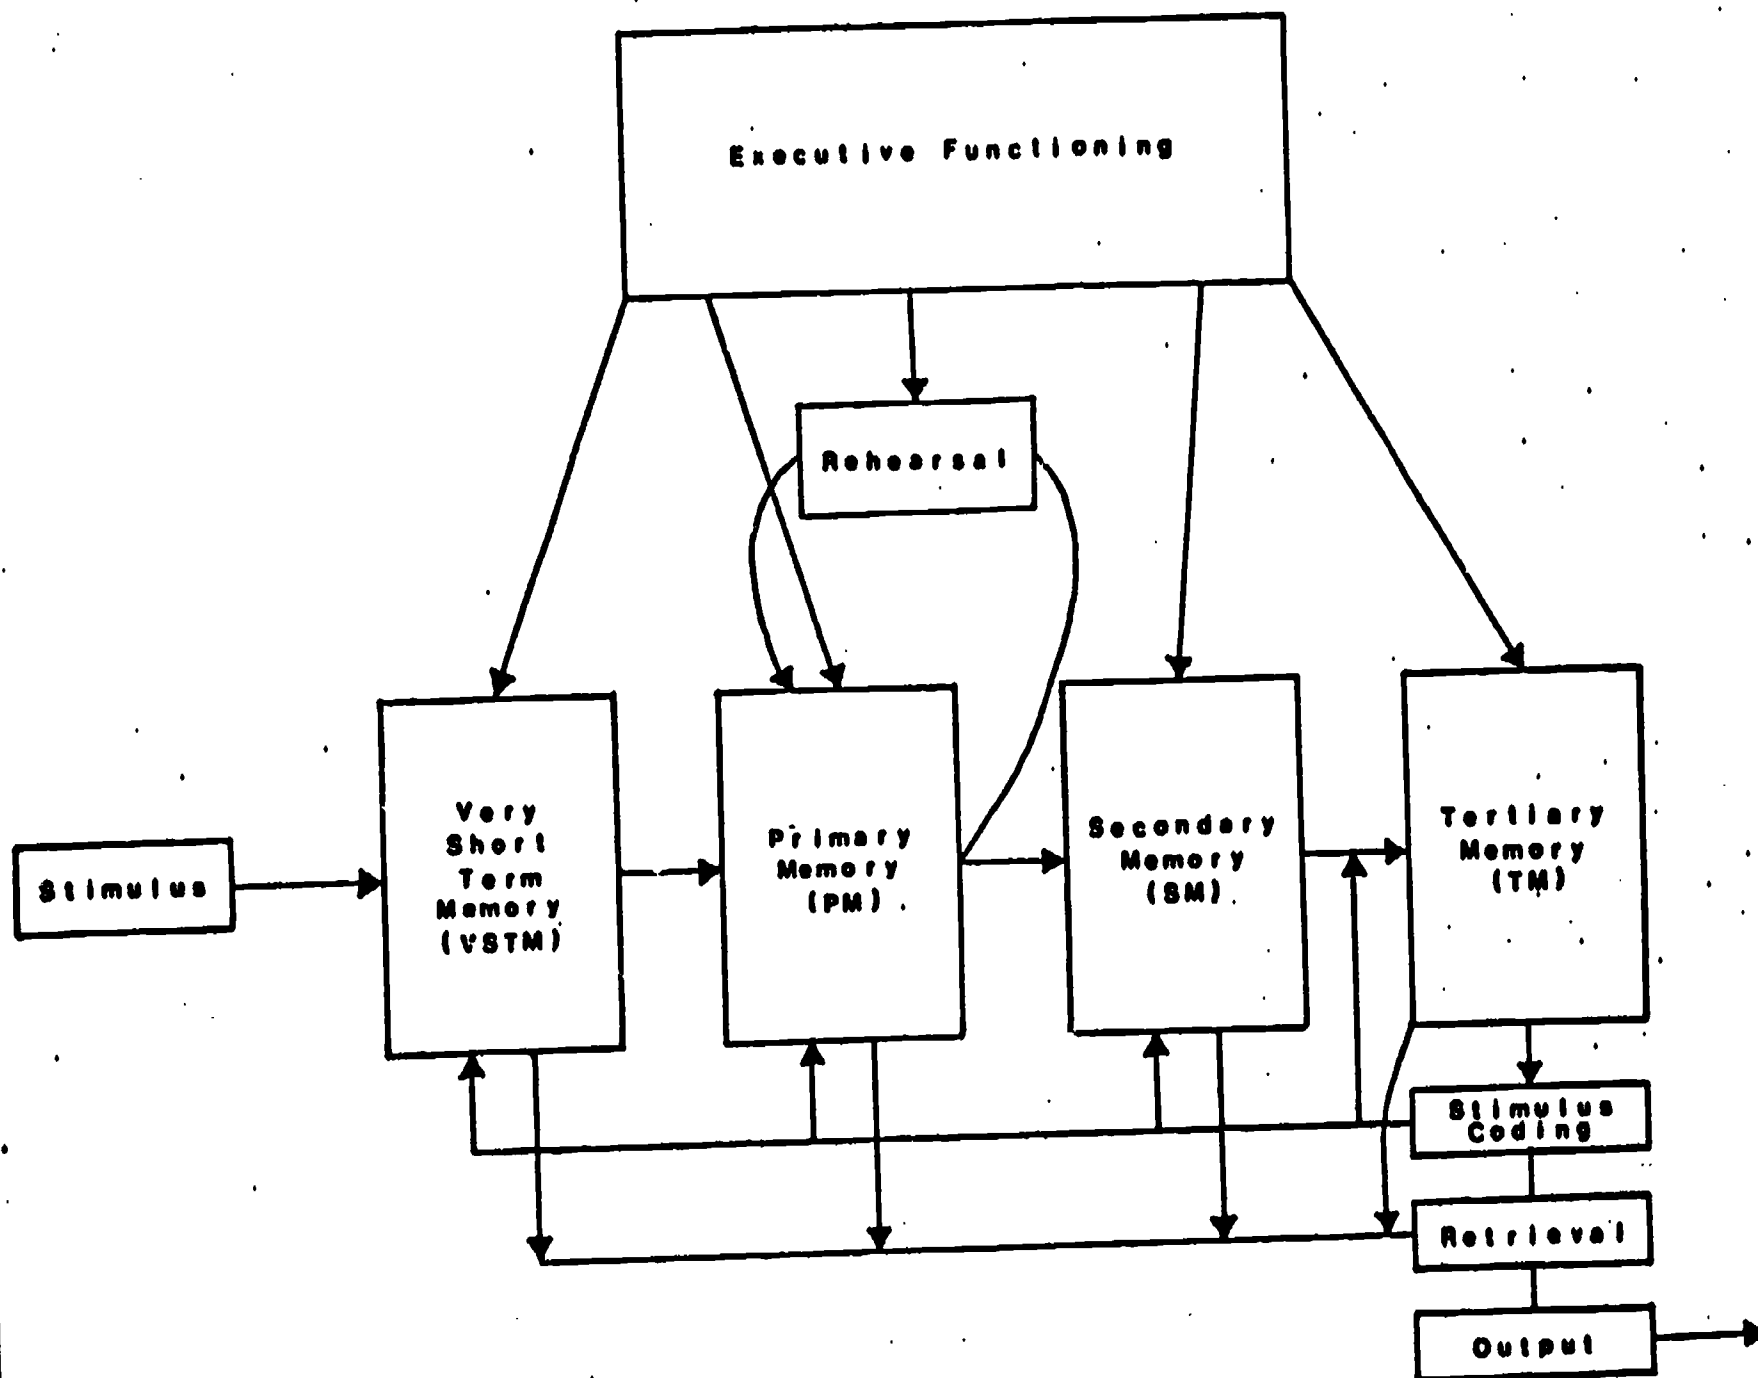 Executive Functioning
Rehearsal
Very
Short
Term
Memory
(VSTM)
Primary
Memory
(PM)
Secondary
Memory
(SM)
Tertiary
Memory
(TM)
Stimulus
Stimulus
Coding
Retrieval
Output